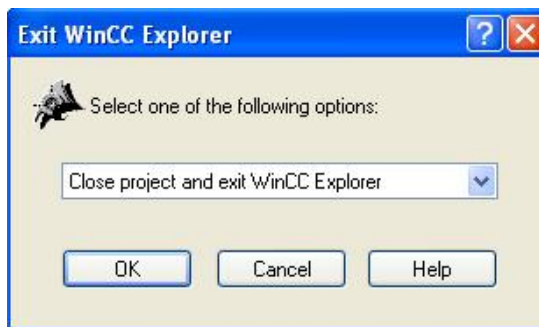 Exit WinCC Explorer
?
Select one of the following options:
Close project and exit WinCC Explorer
OK Cancel Help